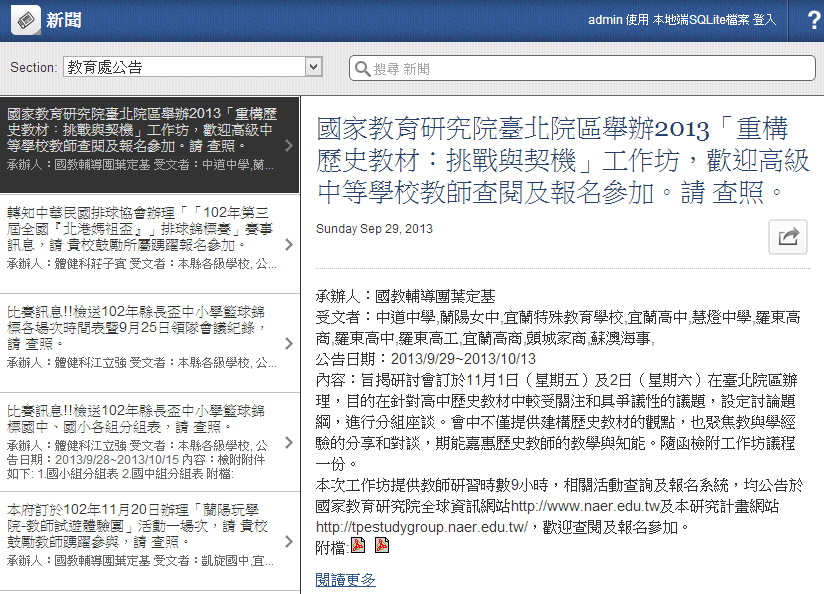 新聞
admin 使用 本地端SQLite檔案 登入
?
Section: 教育處公告
搜尋 新聞
國家教育研究院臺北院區舉辦2013「重構歷
史教材：挑戰與契機」工作坊，歡迎高級中
等學校教師查閱及報名參加。請 查照。
承辦人：國教輔導團葉定基 受文者：中道中學,蘭...
轉知中華民國排球協會辦理「「102年第三
屆全國『北港媽祖盃』」排球錦標賽」賽事
訊息，請 貴校鼓勵所屬踴躍報名參加。
承辦人：體健科莊子賓 受文者：本縣各級學校, 公...
比賽訊息!!檢送102年縣長盃中小學籃球錦
標各場次時間表暨9月25日領隊會議紀錄，
請 查照。
承辦人：體健科江立強 受文者：本縣各級學校, 公...
比賽訊息!!檢送102年縣長盃中小學籃球錦
標國中、國小各組分組表，請 查照。
承辦人：體健科江立強 受文者：本縣各級學校, 公
告日期：2013/9/28~2013/10/15 內容：檢附附件
如下: 1.國小組分組表 2.國中組分組表 附檔:
本府訂於102年11月20日辦理「蘭陽玩學
院-教師試遊體驗團」活動一場次，請 貴校
鼓勵教師踴躍參與，請 查照。
承辦人：國教輔導團葉定基 受文者：凱旋國中,宜...
國家教育研究院臺北院區舉辦2013「重構
歷史教材：挑戰與契機」工作坊，歡迎高級
中等學校教師查閱及報名參加。請 查照。
Sunday Sep 29, 2013
承辦人：國教輔導團葉定基
受文者：中道中學,蘭陽女中,宜蘭特殊教育學校,宜蘭高中,慧燈中學,羅東高
商,羅東高中,羅東高工,宜蘭高商,頭城家商,蘇澳海事,
公告日期：2013/9/29~2013/10/13
內容：旨揭研討會訂於11月1日（星期五）及2日（星期六）在臺北院區辦
理，目的在針對高中歷史教材中較受關注和具爭議性的議題，設定討論題
綱，進行分組座談。會中不僅提供建構歷史教材的觀點，也聚焦教與學經
驗的分享和對談，期能嘉惠歷史教師的教學與知能。隨函檢附工作坊議程
一份。
本次工作坊提供教師研習時數9小時，相關活動查詢及報名系統，均公告於
國家教育研究院全球資訊網站http://www.naer.edu.tw及本研究計畫網站
http://tpestudygroup.naer.edu.tw/，歡迎查閱及報名參加。
附檔:
閱讀更多